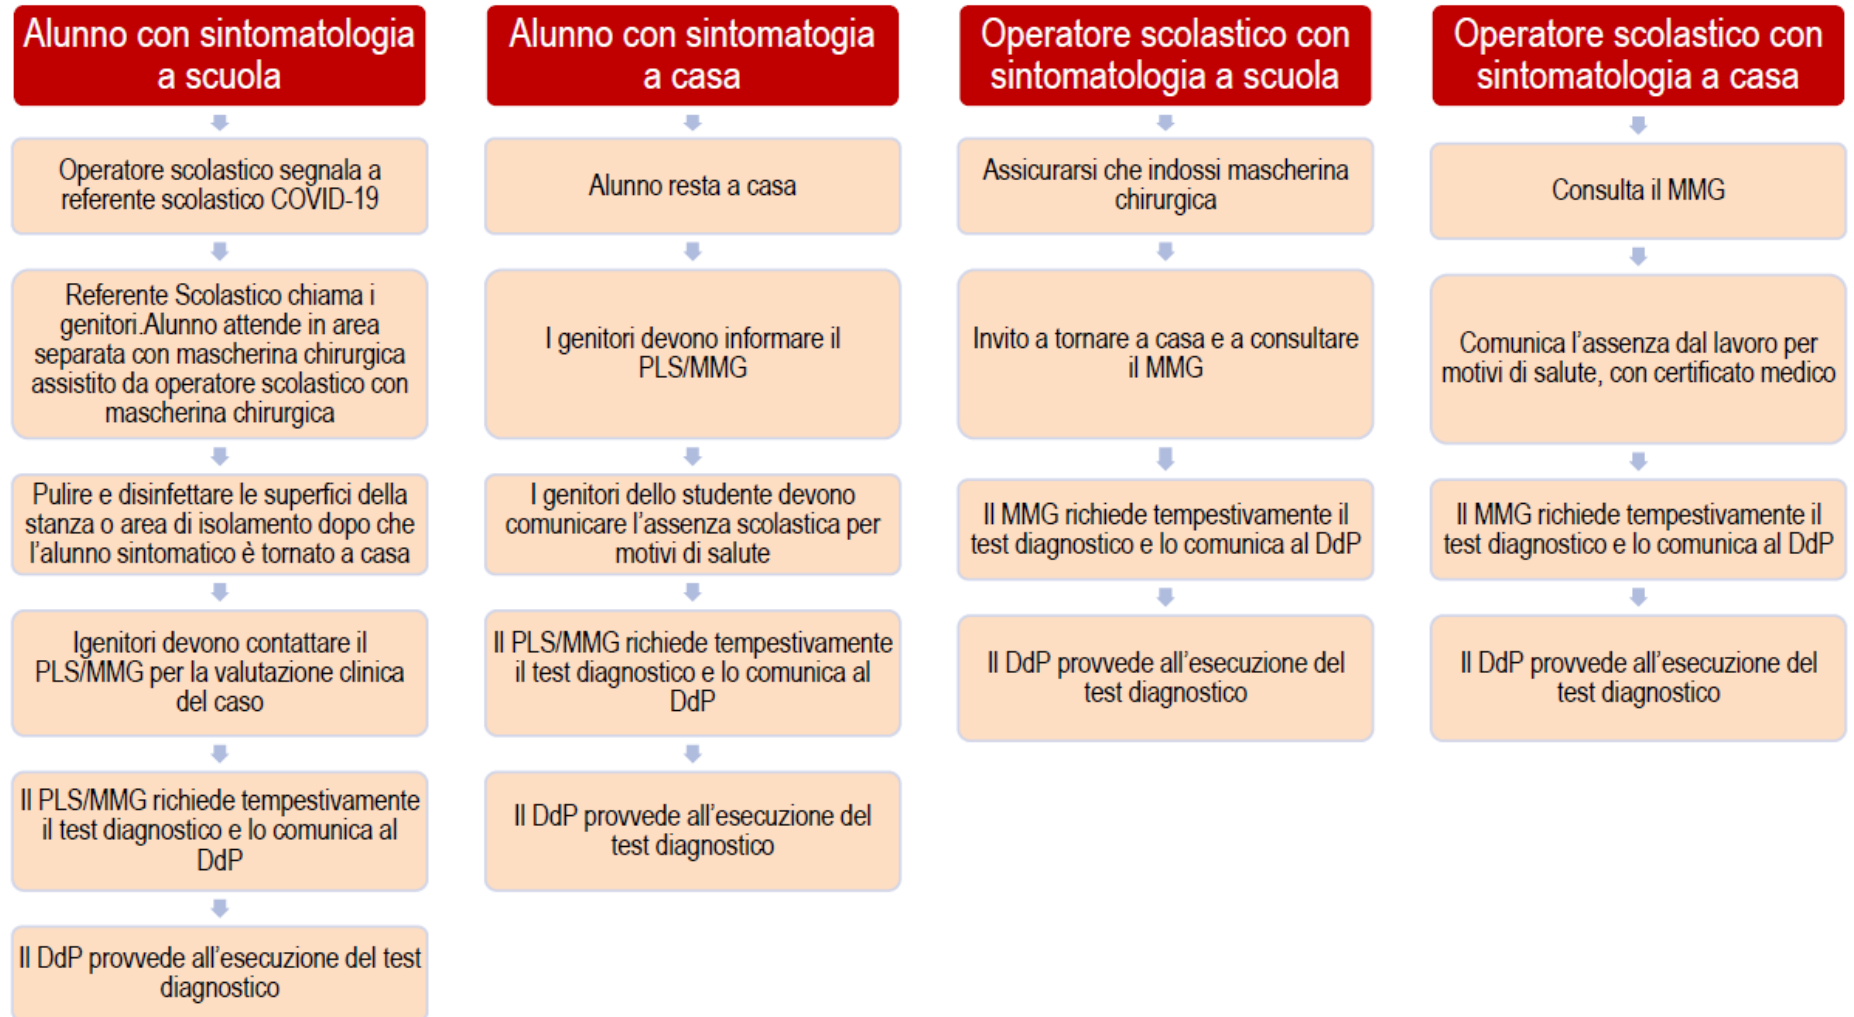 Alunno con sintomatologia
a scuola
Operatore scolastico segnala a
referente scolastico COVID-19
Referente Scolastico chiama i
genitori.Alunno attende in area
separata con mascherina chirurgica
assistito da operatore scolastico con
mascherina chirurgica
Pulire e disinfettare le superfici della
stanza o area di isolamento dopo che
l’alunno sintomatico è tornato a casa
Igenitori devono contattare il
PLS/MMG per la valutazione clinica
del caso
Il PLS/MMG richiede tempestivamente
il test diagnostico e lo comunica al
DdP
Il DdP provvede all’esecuzione del test
diagnostico
Alunno con sintomatogia
a casa
Alunno resta a casa
I genitori devono informare il
PLS/MMG
I genitori dello studente devono
comunicare l’assenza scolastica per
motivi di salute
Il PLS/MMG richiede tempestivamente
il test diagnostico e lo comunica al
DdP
Il DdP provvede all’esecuzione del
test diagnostico
Operatore scolastico con
sintomatologia a scuola
Assicurarsi che indossi mascherina
chirurgica
Invito a tornare a casa e a consultare
il MMG
Il MMG richiede tempestivamente il
test diagnostico e lo comunica al DdP
Il DdP provvede all’esecuzione del
test diagnostico
Operatore scolastico con
sintomatologia a casa
Consulta il MMG
Comunica l’assenza dal lavoro per
motivi di salute, con certificato medico
Il MMG richiede tempestivamente il
test diagnostico e lo comunica al DdP
Il DdP provvede all’esecuzione del
test diagnostico